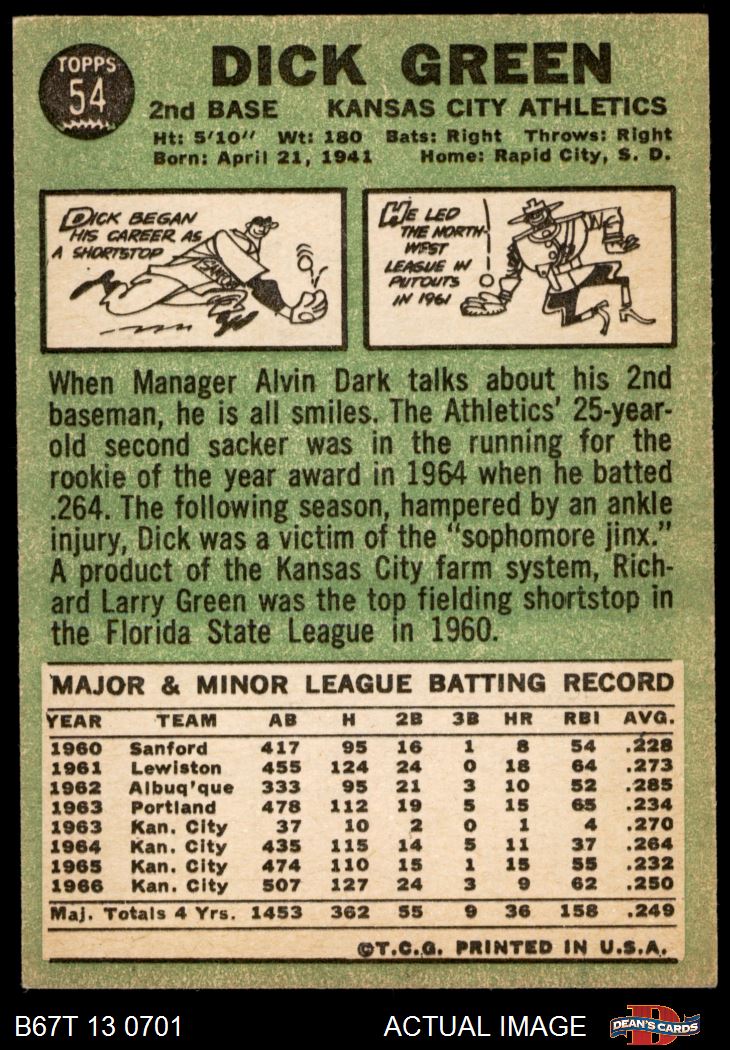 TOPPS
54
DICK GREEN
2nd BASE KANSAS CITY ATHLETICS
Ht: 5'10" Wt: 180 Bats: Right Throws: Right
Born: April 21, 1941 Home: Rapid City, S. D.
DICK BEGAN
HIS CAREER AS
A SHORTSTOP
HE LED
THE NORTH-
WEST
LEAGUE IN
PUTOUTS
IN 1961
When Manager Alvin Dark talks about his 2nd
baseman, he is all smiles. The Athletics' 25-year-
old second sacker was in the running for the
rookie of the year award in 1964 when he batted
.264. The following season, hampered by an ankle
injury, Dick was a victim of the "sophomore jinx."
A product of the Kansas City farm system, Rich-
ard Larry Green was the top fielding shortstop in
the Florida State League in 1960.
MAJOR & MINOR LEAGUE BATTING RECORD
YEAR TEAM AB H 2B 3B HR RBI AVG.
1960 Sanford 417 95 16 1 8 54 .228
1961 Lewiston 455 124 24 0 18 64 .273
1962 Albuq'que 333 95 21 3 10 52 .285
1963 Portland 478 112 19 5 15 65 .234
1963 Kan. City 37 10 2 0 1 4 .270
1964 Kan. City 435 115 14 5 11 37 .264
1965 Kan. City 474 110 15 1 15 55 .232
1966 Kan. City 507 127 24 3 9 62 .250
Maj. Totals 4 Yrs. 1453 362 55 9 36 158 .249
©T.C.G. PRINTED IN U.S.A.
B67T 13 0701 ACTUAL IMAGE
DEAN'S CARDS